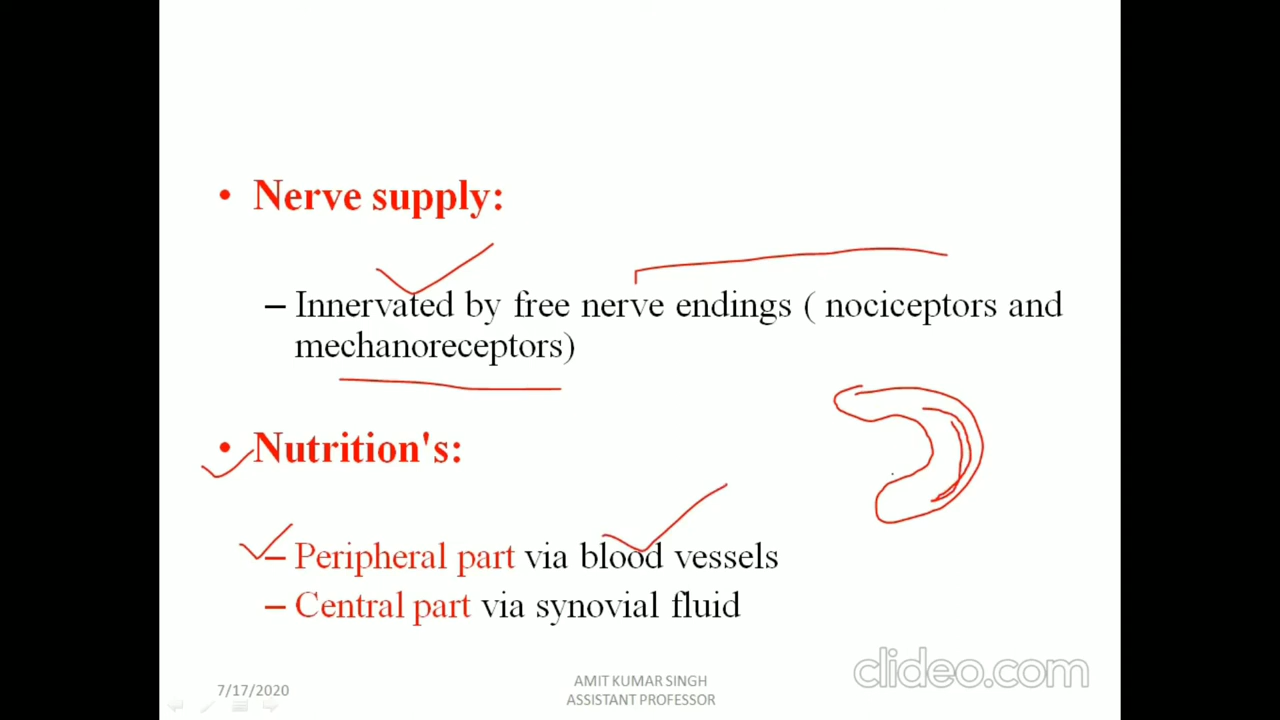 • Nerve supply:
– Innervated by free nerve endings ( nociceptors and
mechanoreceptors)
• Nutrition's:
– Peripheral part via blood vessels
– Central part via synovial fluid
clideo.com
7/17/2020
AMIT KUMAR SINGH
ASSISTANT PROFESSOR